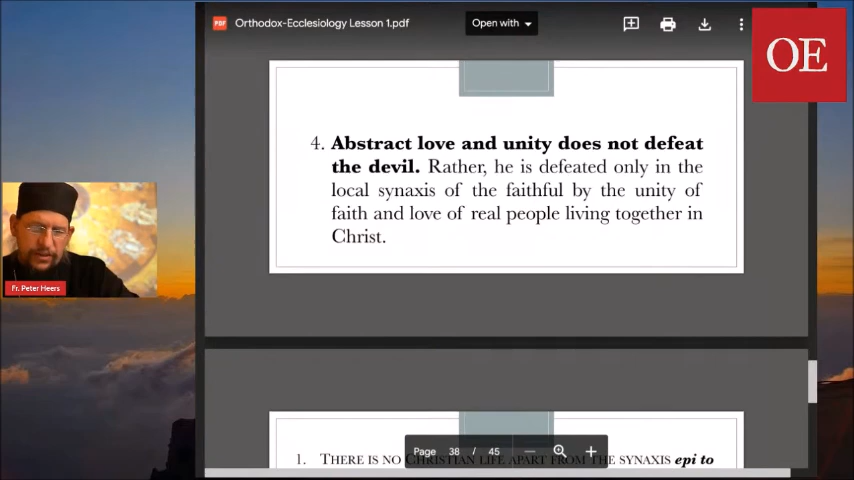 PDF
Orthodox-Ecclesiology Lesson 1.pdf
Open with
OE
4. Abstract love and unity does not defeat
the devil. Rather, he is defeated only in the
local synaxis of the faithful by the unity of
faith and love of real people living together in
Christ.
Fr. Peter Heers
1. THERE IS NO CHRISTIAN LIFE APART FROM THE SYNAXIS epi to
Page 38 / 45